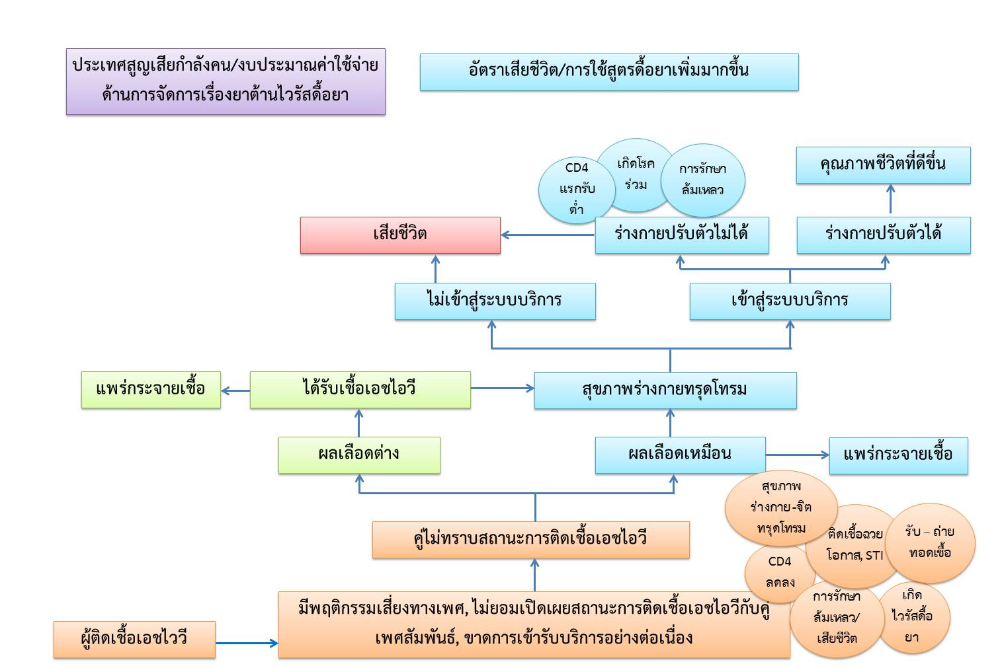 ประเทศสูญเสียกำลังคน/งบประมาณค่าใช้จ่าย
ด้านการจัดการเรื่องยาต้านไวรัสดื้อยา
อัตราเสียชีวิต/การใช้สูตรดื้อยาเพิ่มมากขึ้น
CD4
แรกรับ
ต่ำ
เกิดโรค
ร่วม
การรักษา
ล้มเหลว
คุณภาพชีวิตที่ดีขึ่น
เสียชีวิต
ร่างกายปรับตัวไม่ได้
ร่างกายปรับตัวได้
ไม่เข้าสู่ระบบบริการ
เข้าสู่ระบบบริการ
แพร่กระจายเชื้อ
ได้รับเชื้อเอชไอวี
สุขภาพร่างกายทรุดโทรม
ผลเลือดต่าง
ผลเลือดเหมือน
แพร่กระจายเชื้อ
สุขภาพ
ร่างกาย-จิต
ทรุดโทรม
ติดเชื้อฉวย
โอกาส, STI
รับ – ถ่าย
ทอดเชื้อ
คู่ไม่ทราบสถานะการติดเชื้อเอชไอวี
CD4
ลดลง
การรักษา
ล้มเหลว/
เสียชีวิต
เกิด
ไวรัสดื้อ
ยา
ผู้ติดเชื้อเอชไววี
มีพฤติกรรมเสี่ยงทางเพศ, ไม่ยอมเปิดเผยสถานะการติดเชื้อเอชไอวีกับคู่
เพศสัมพันธ์, ขาดการเข้ารับบริการอย่างต่อเนื่อง